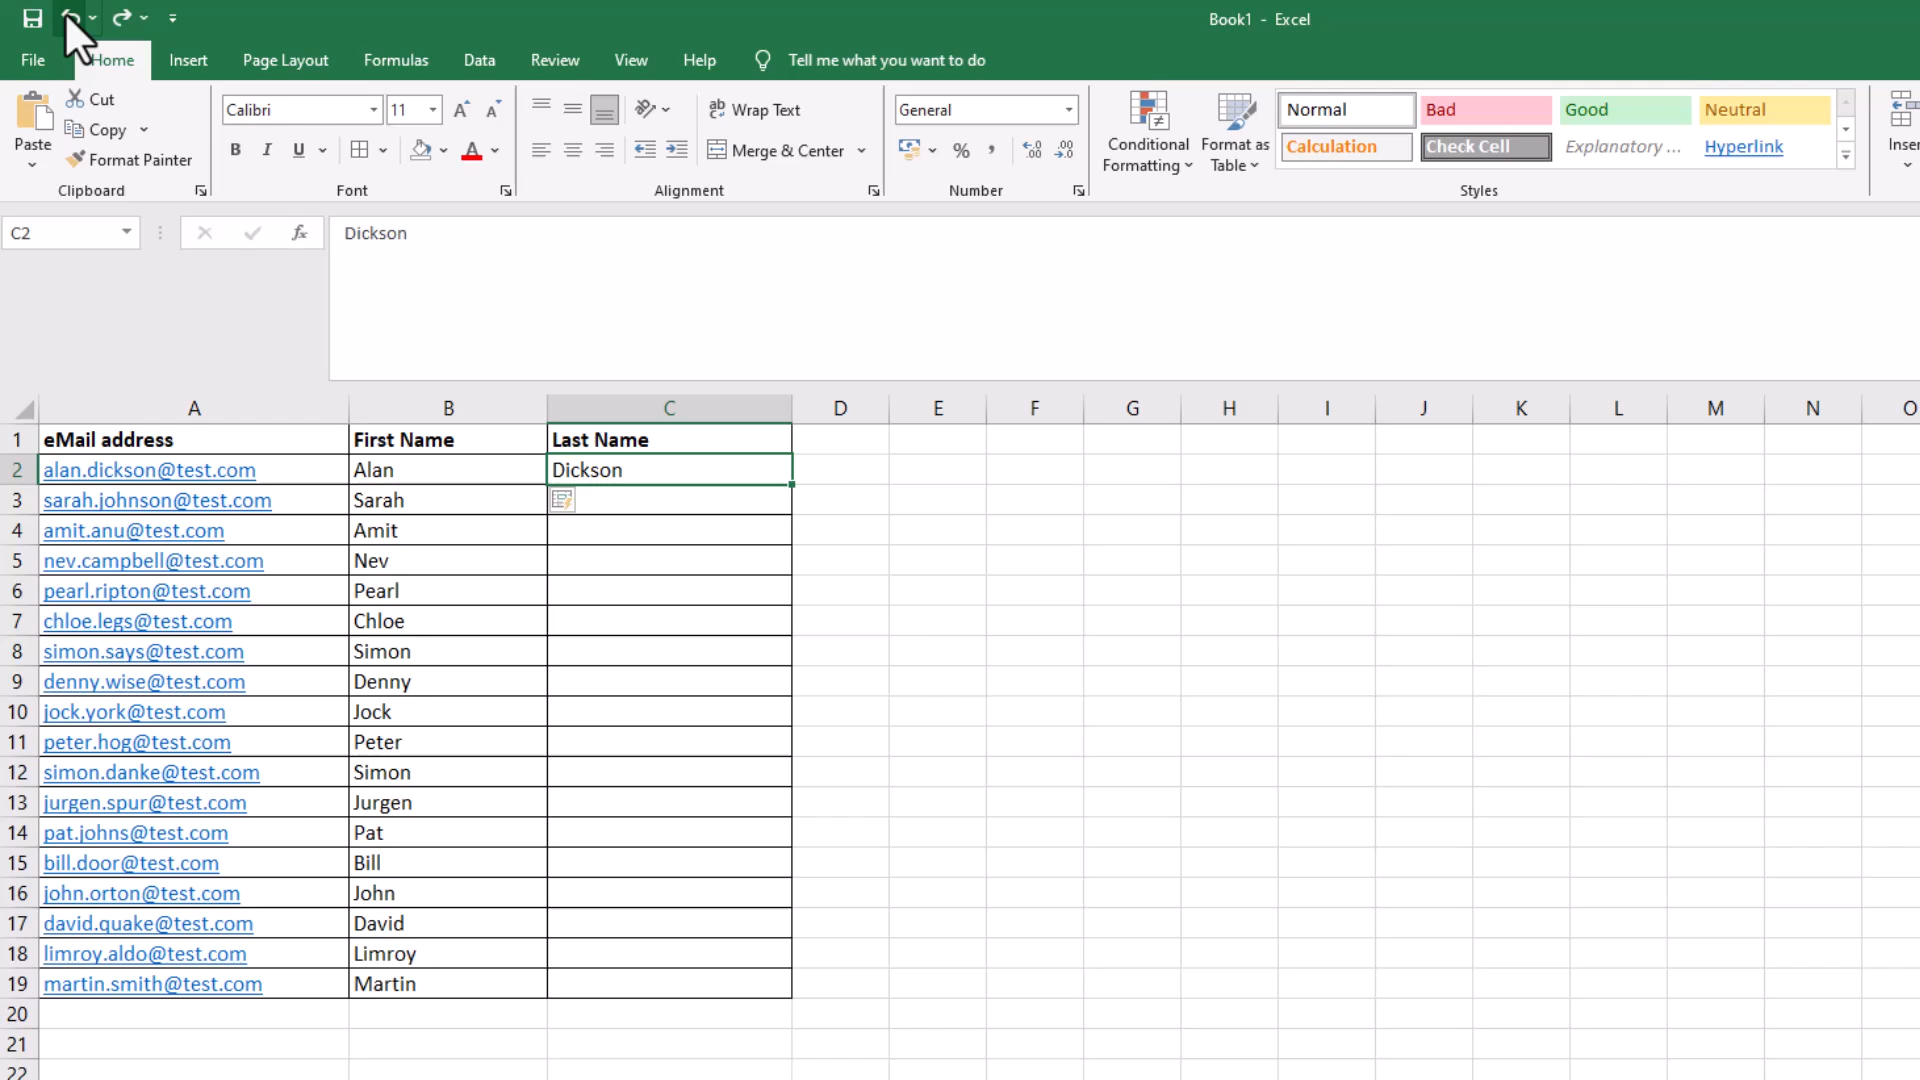 Book1 - Excel
File Home Insert Page Layout Formulas Data Review View Help Tell me what you want to do
Paste
Cut
Copy
Format Painter
Clipboard
Calibri 11
B I U A
Font
Wrap Text
Merge & Center
Alignment
General
% ,
Number
Conditional Formatting
Format as Table
Normal Bad Good Neutral
Calculation Check Cell Explanatory ... Hyperlink
Styles
C2 fx Dickson
A B C D E F G H I J K L M N O
1 eMail address First Name Last Name
2 alan.dickson@test.com Alan Dickson
3 sarah.johnson@test.com Sarah
4 amit.anu@test.com Amit
5 nev.campbell@test.com Nev
6 pearl.ripton@test.com Pearl
7 chloe.legs@test.com Chloe
8 simon.says@test.com Simon
9 denny.wise@test.com Denny
10 jock.york@test.com Jock
11 peter.hog@test.com Peter
12 simon.danke@test.com Simon
13 jurgen.spur@test.com Jurgen
14 pat.johns@test.com Pat
15 bill.door@test.com Bill
16 john.orton@test.com John
17 david.quake@test.com David
18 limroy.aldo@test.com Limroy
19 martin.smith@test.com Martin
20
21
22